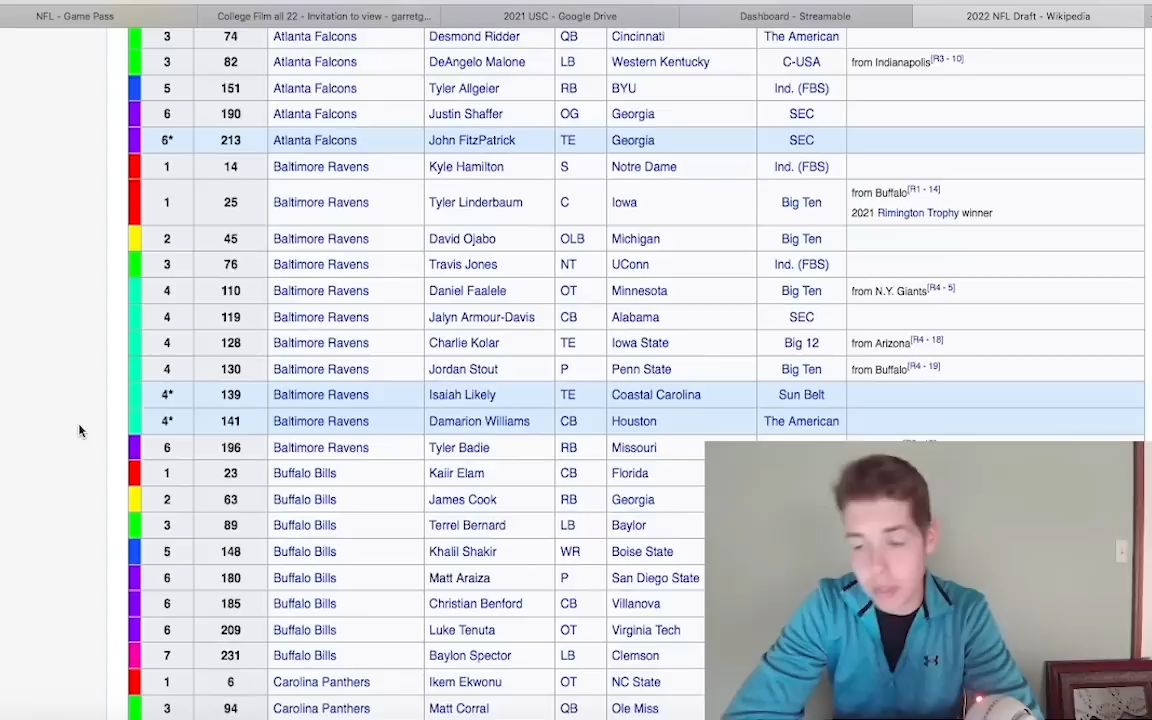 NFL - Game Pass College Film all 22 - Invitation to view - garretg... 2021 USC - Google Drive Dashboard - Streamable 2022 NFL Draft - Wikipedia
3 74 Atlanta Falcons Desmond Ridder QB Cincinnati The American
3 82 Atlanta Falcons DeAngelo Malone LB Western Kentucky C-USA from Indianapolis[R3 - 10]
5 151 Atlanta Falcons Tyler Allgeier RB BYU Ind. (FBS)
6 190 Atlanta Falcons Justin Shaffer OG Georgia SEC
6* 213 Atlanta Falcons John FitzPatrick TE Georgia SEC
1 14 Baltimore Ravens Kyle Hamilton S Notre Dame Ind. (FBS)
1 25 Baltimore Ravens Tyler Linderbaum C Iowa Big Ten from Buffalo[R1 - 14]
2021 Rimington Trophy winner
2 45 Baltimore Ravens David Ojabo OLB Michigan Big Ten
3 76 Baltimore Ravens Travis Jones NT UConn Ind. (FBS)
4 110 Baltimore Ravens Daniel Faalele OT Minnesota Big Ten from N.Y. Giants[R4 - 5]
4 119 Baltimore Ravens Jalyn Armour-Davis CB Alabama SEC
4 128 Baltimore Ravens Charlie Kolar TE Iowa State Big 12 from Arizona[R4 - 18]
4 130 Baltimore Ravens Jordan Stout P Penn State Big Ten from Buffalo[R4 - 19]
4* 139 Baltimore Ravens Isaiah Likely TE Coastal Carolina Sun Belt
4* 141 Baltimore Ravens Damarion Williams CB Houston The American
6 196 Baltimore Ravens Tyler Badie RB Missouri
1 23 Buffalo Bills Kaiir Elam CB Florida
2 63 Buffalo Bills James Cook RB Georgia
3 89 Buffalo Bills Terrel Bernard LB Baylor
5 148 Buffalo Bills Khalil Shakir WR Boise State
6 180 Buffalo Bills Matt Araiza P San Diego State
6 185 Buffalo Bills Christian Benford CB Villanova
6 209 Buffalo Bills Luke Tenuta OT Virginia Tech
7 231 Buffalo Bills Baylon Spector LB Clemson
1 6 Carolina Panthers Ikem Ekwonu OT NC State
3 94 Carolina Panthers Matt Corral QB Ole Miss